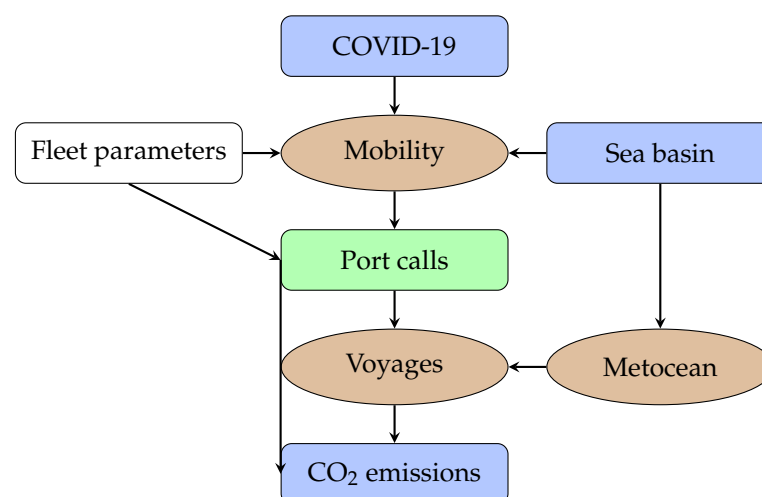 COVID-19
Fleet parameters
Mobility
Sea basin
Port calls
Voyages
Metocean
CO₂ emissions